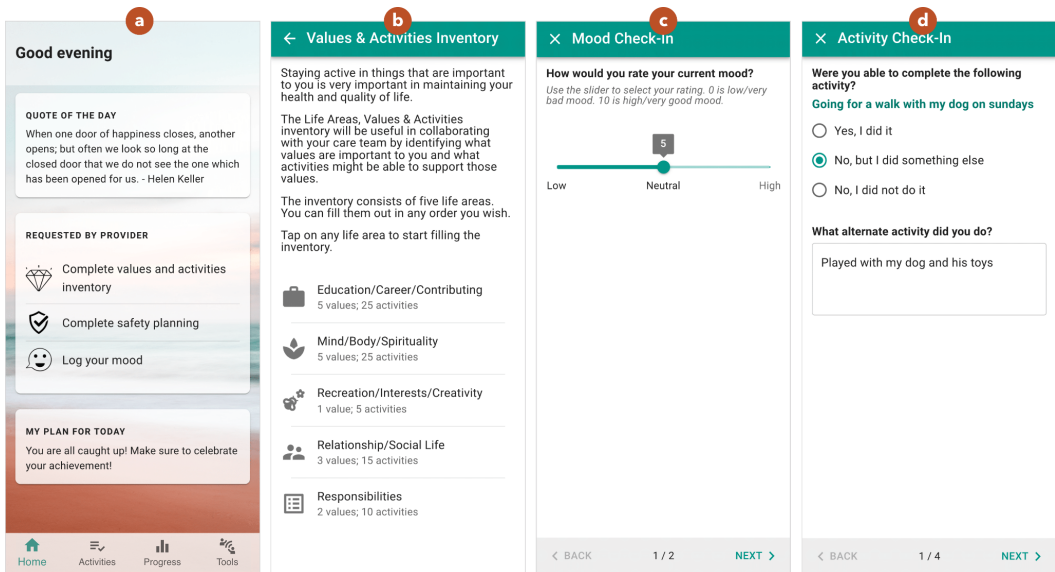 a
Good evening
QUOTE OF THE DAY
When one door of happiness closes, another
opens; but often we look so long at the
closed door that we do not see the one which
has been opened for us. - Helen Keller
REQUESTED BY PROVIDER
Complete values and activities
inventory
Complete safety planning
Log your mood
MY PLAN FOR TODAY
You are all caught up! Make sure to celebrate
your achievement!
Home
Activities
Progress
Tools
b
Values & Activities Inventory
Staying active in things that are important
to you is very important in maintaining your
health and quality of life.
The Life Areas, Values & Activities
inventory will be useful in collaborating
with your care team by identifying what
values are important to you and what
activities might be able to support those
values.
The inventory consists of five life areas.
You can fill them out in any order you wish.
Tap on any life area to start filling the
inventory.
Education/Career/Contributing
5 values; 25 activities
Mind/Body/Spirituality
5 values; 25 activities
Recreation/Interests/Creativity
1 value; 5 activities
Relationship/Social Life
3 values; 15 activities
Responsibilities
2 values; 10 activities
c
Mood Check-In
How would you rate your current mood?
Use the slider to select your rating. 0 is low/very
bad mood. 10 is high/very good mood.
5
Low Neutral High
< BACK 1 / 2 NEXT >
d
Activity Check-In
Were you able to complete the following
activity?
Going for a walk with my dog on sundays
Yes, I did it
No, but I did something else
No, I did not do it
What alternate activity did you do?
Played with my dog and his toys
< BACK 1 / 4 NEXT >